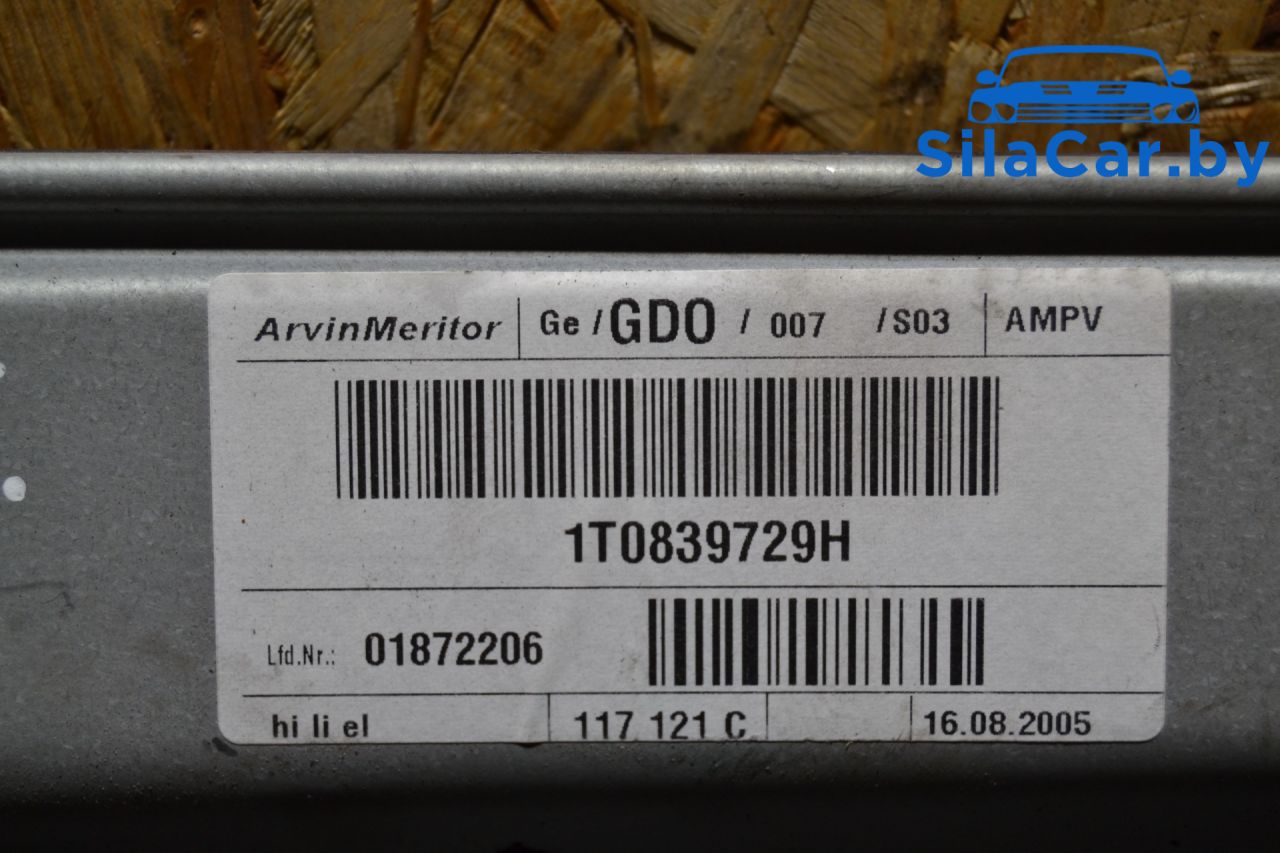 SilaCar.by
ArvinMeritor Ge /GDO / 007 /S03 AMPV
1T0839729H
Lfd.Nr.: 01872206
hi li el 117 121 C 16.08.2005